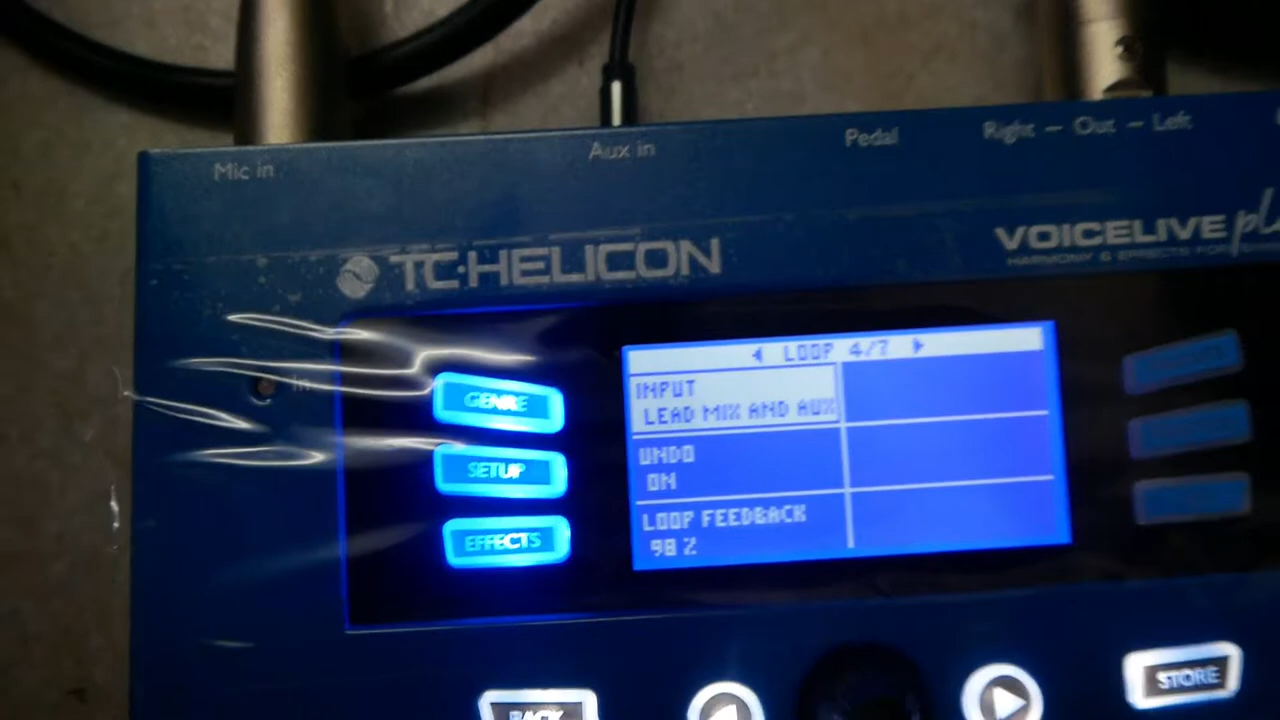 Mic in
Aux in
Pedal
Right – Out – Left
TC·HELICON
VOICELIVE
HARMONY & EFFECTS FOR
GENRE
SETUP
EFFECTS
LOOP 4/7
INPUT
LEAD MIX AND AUX
UNDO
ON
LOOP FEEDBACK
98 %
BACK
STORE